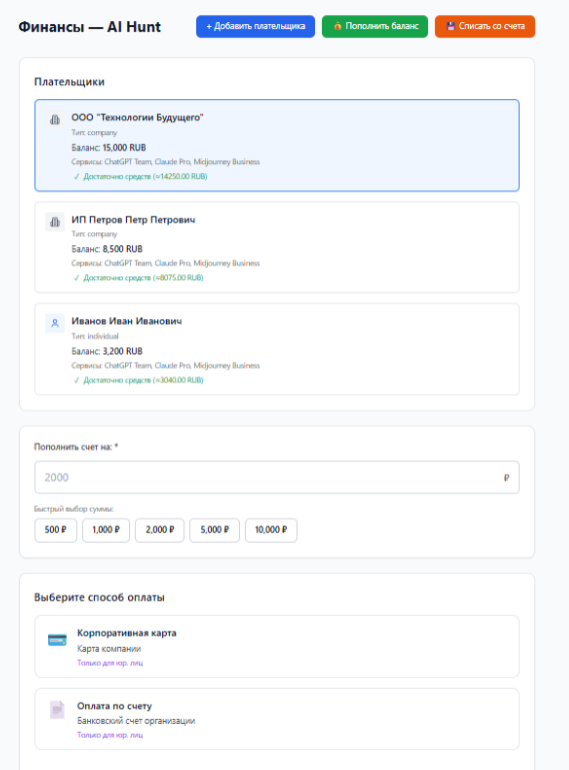 Финансы — AI Hunt
+ Добавить плательщика
Пополнить баланс
Списать со счета
Плательщики
ООО "Технологии Будущего"
Тип: company
Баланс: 15,000 RUB
Сервисы: ChatGPT Team, Claude Pro, Midjourney Business
✓ Достаточно средств (≈14250.00 RUB)
ИП Петров Петр Петрович
Тип: company
Баланс: 8,500 RUB
Сервисы: ChatGPT Team, Claude Pro, Midjourney Business
✓ Достаточно средств (≈8075.00 RUB)
Иванов Иван Иванович
Тип: individual
Баланс: 3,200 RUB
Сервисы: ChatGPT Team, Claude Pro, Midjourney Business
✓ Достаточно средств (≈3040.00 RUB)
Пополнить счет на: *
2000 ₽
Быстрый выбор суммы:
500 ₽ 1,000 ₽ 2,000 ₽ 5,000 ₽ 10,000 ₽
Выберите способ оплаты
Корпоративная карта
Карта компании
Только для юр. лиц
Оплата по счету
Банковский счет организации
Только для юр. лиц